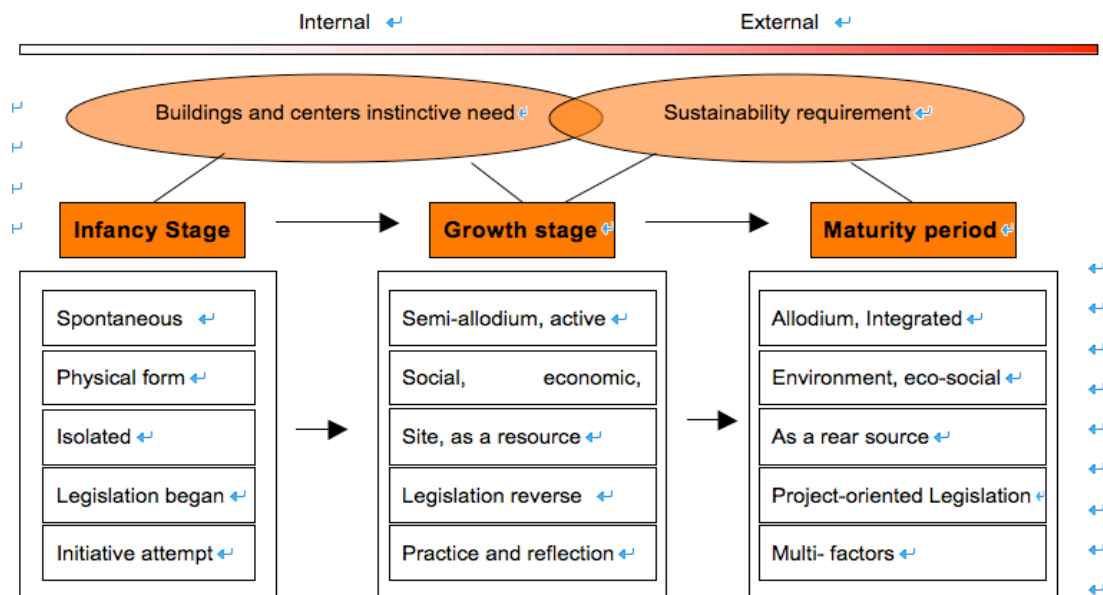 Internal External
Buildings and centers instinctive need Sustainability requirement
Infancy Stage Growth stage Maturity period
Spontaneous Semi-allodium, active Allodium, Integrated
Physical form Social, economic, Environment, eco-social
Isolated Site, as a resource As a rear source
Legislation began Legislation reverse Project-oriented Legislation
Initiative attempt Practice and reflection Multi- factors